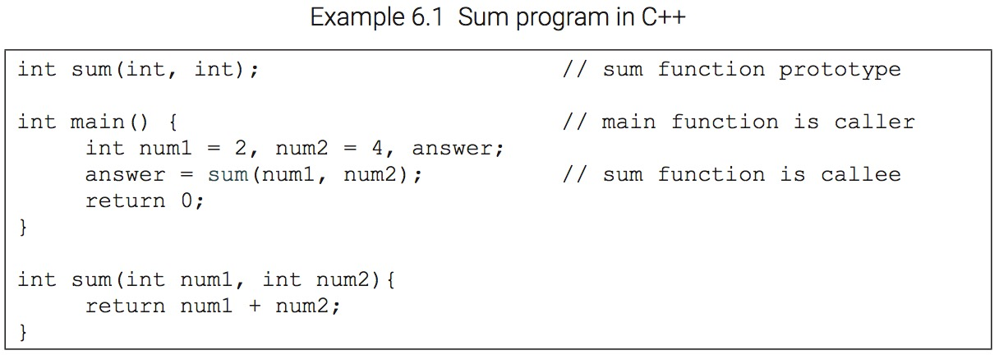 Example 6.1 Sum program in C++
int sum(int, int); // sum function prototype
int main() { // main function is caller
int num1 = 2, num2 = 4, answer;
answer = sum(num1, num2); // sum function is callee
return 0;
}
int sum(int num1, int num2){
return num1 + num2;
}